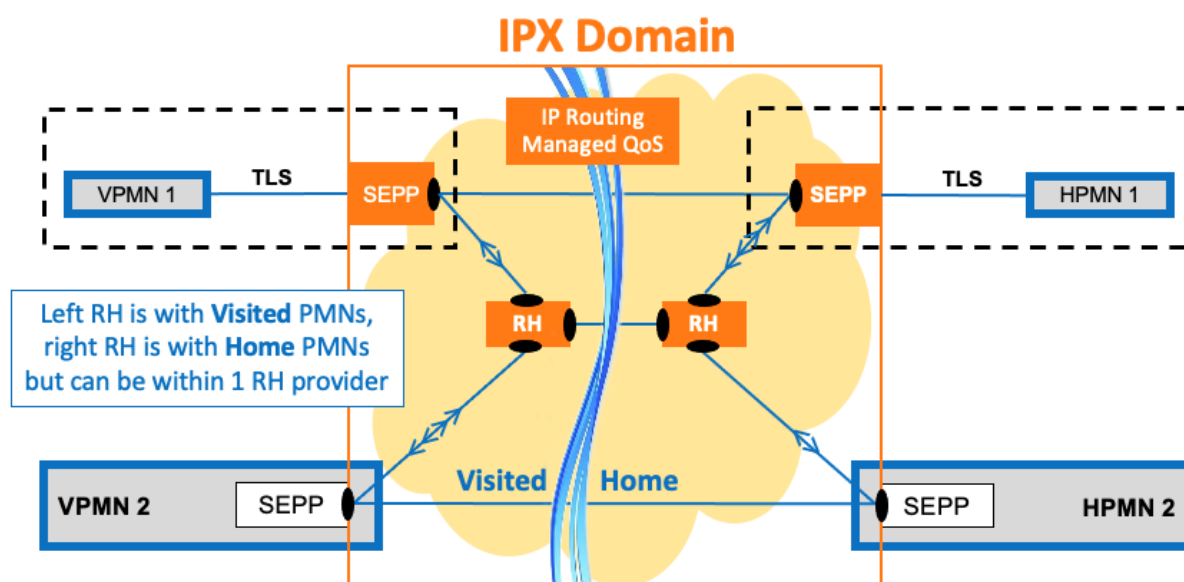 IPX Domain
IP Routing
Managed QoS
VPMN 1
TLS
SEPP
SEPP
TLS
HPMN 1
Left RH is with Visited PMNs,
right RH is with Home PMNs
but can be within 1 RH provider
RH
RH
Visited
Home
VPMN 2
SEPP
SEPP
HPMN 2